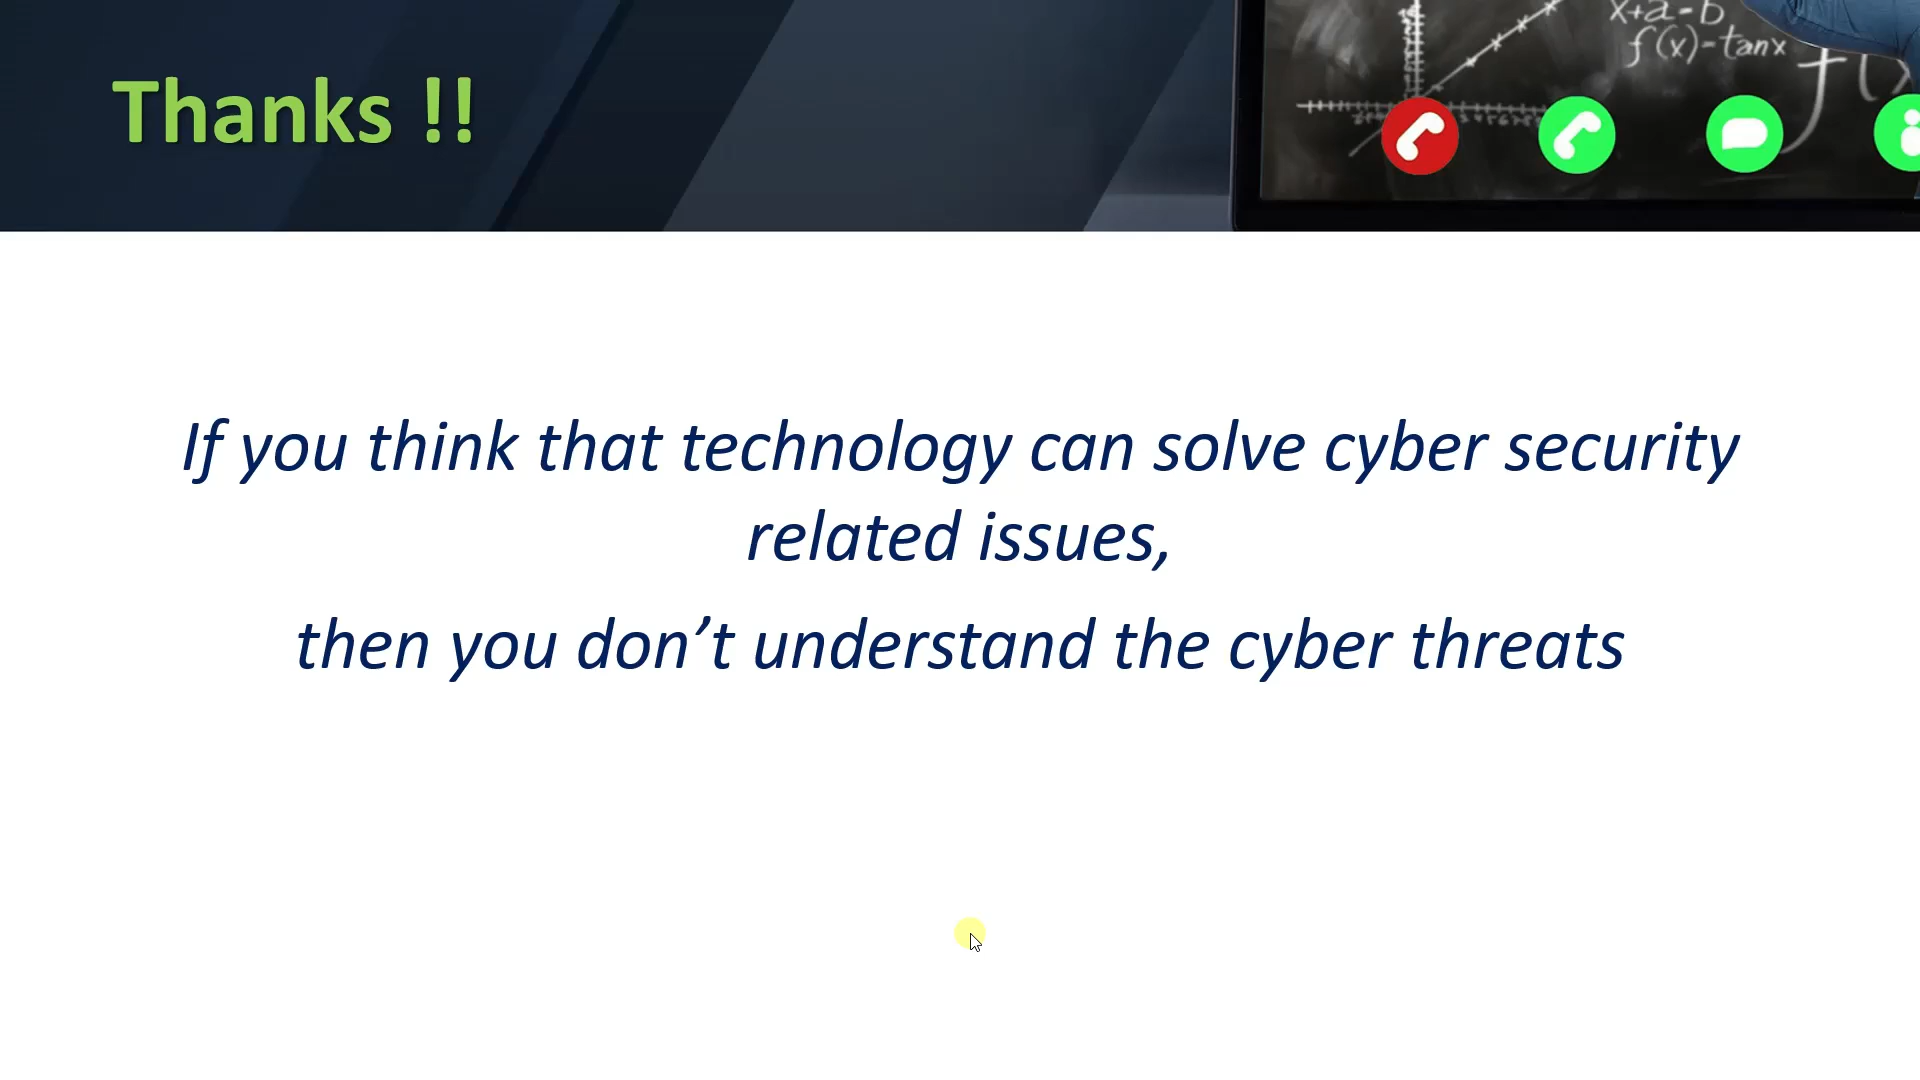 Thanks !!
x+a-b
f(x)=tanx
If you think that technology can solve cyber security
related issues,
then you don’t understand the cyber threats